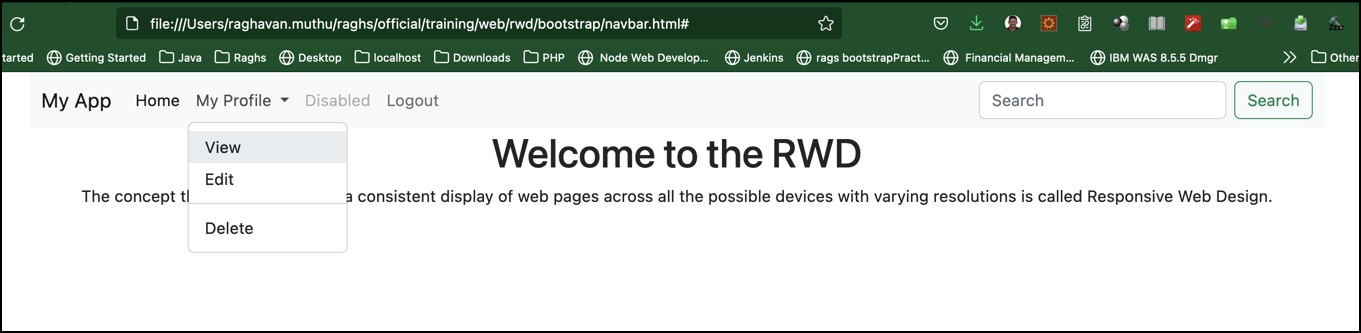 file:///Users/raghavan.muthu/raghs/official/training/web/rwd/bootstrap/navbar.html#
tarted Getting Started Java Raghs Desktop localhost Downloads PHP Node Web Develop... Jenkins rags bootstrapPract... Financial Managem... IBM WAS 8.5.5 Dmgr Other
My App Home My Profile Disabled Logout Search Search
View
Welcome to the RWD
Edit
The concept t a consistent display of web pages across all the possible devices with varying resolutions is called Responsive Web Design.
Delete